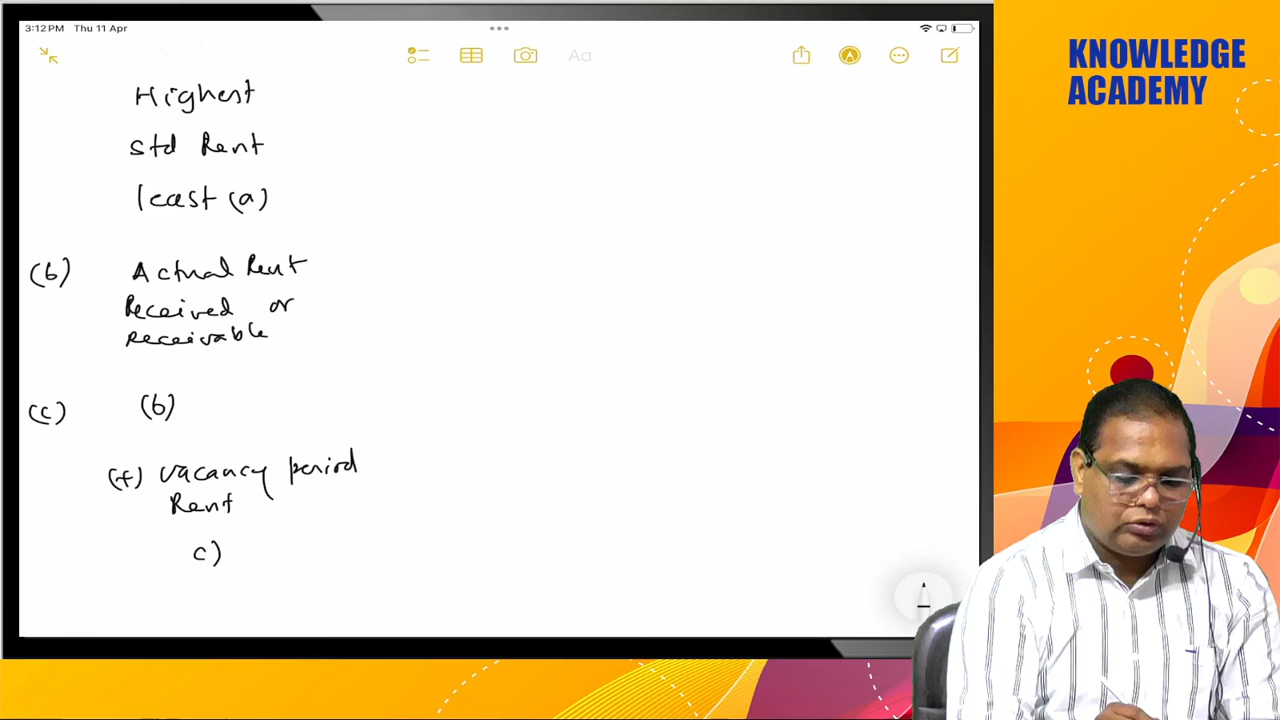 3:12 PM Thu 11 Apr
Aa
KNOWLEDGE
ACADEMY
Highest
Std Rent
least (a)
(b) Actual Rent
Received or
receivable
(c) (b)
(+) vacancy period
Rent
c)